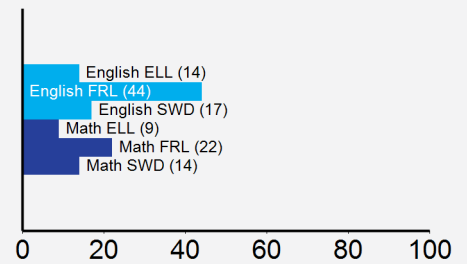 English ELL (14)
English FRL (44)
English SWD (17)
Math ELL (9)
Math FRL (22)
Math SWD (14)
0 20 40 60 80 100